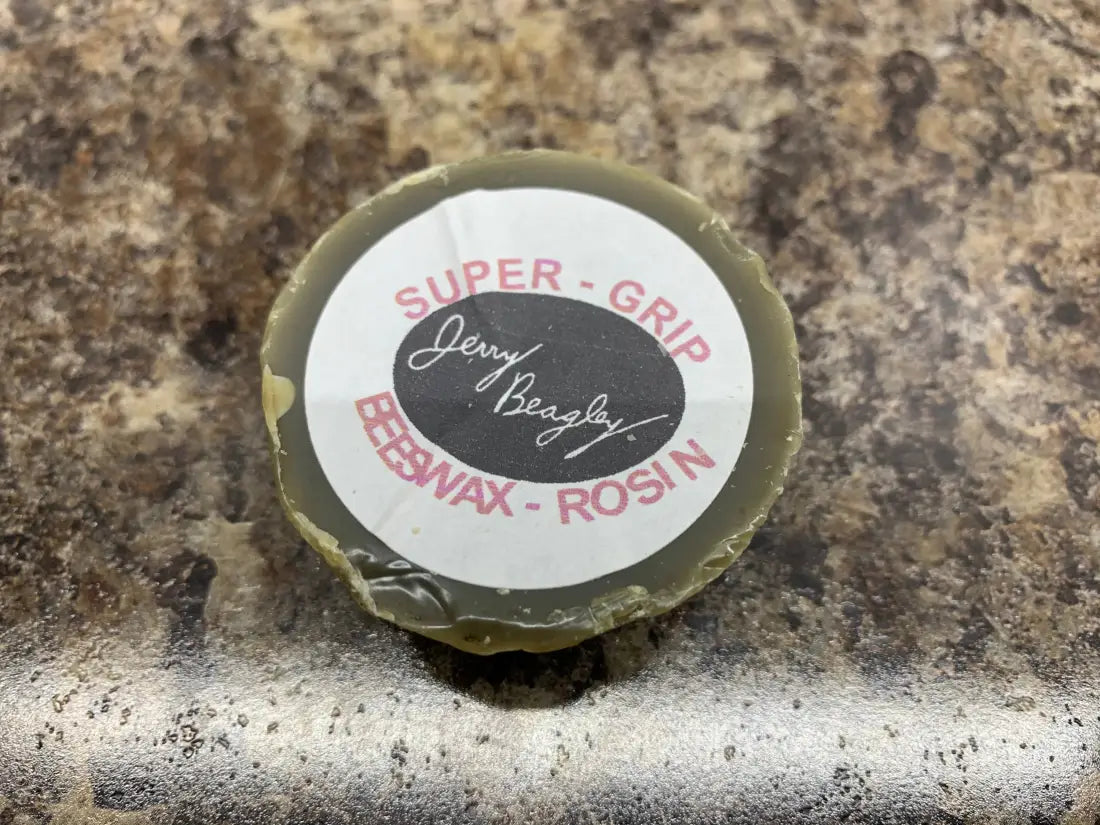 SUPER - GRIP
Jerry
Beagley
BEESWAX - ROSIN